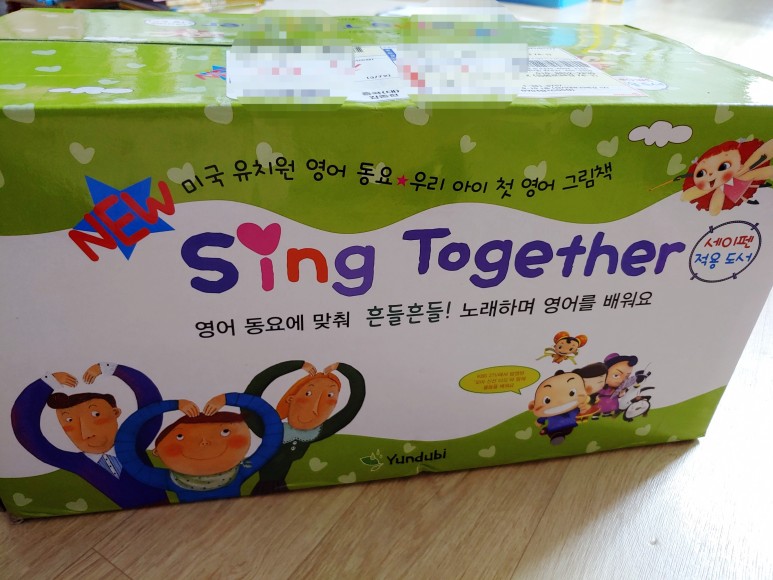 미국 유치원 영어 동요★우리 아이 첫 영어 그림책
NEW
Sing Together
세이펜
적용 도서
영어 동요에 맞춰 흔들흔들! 노래하며 영어를 배워요
Yundubi